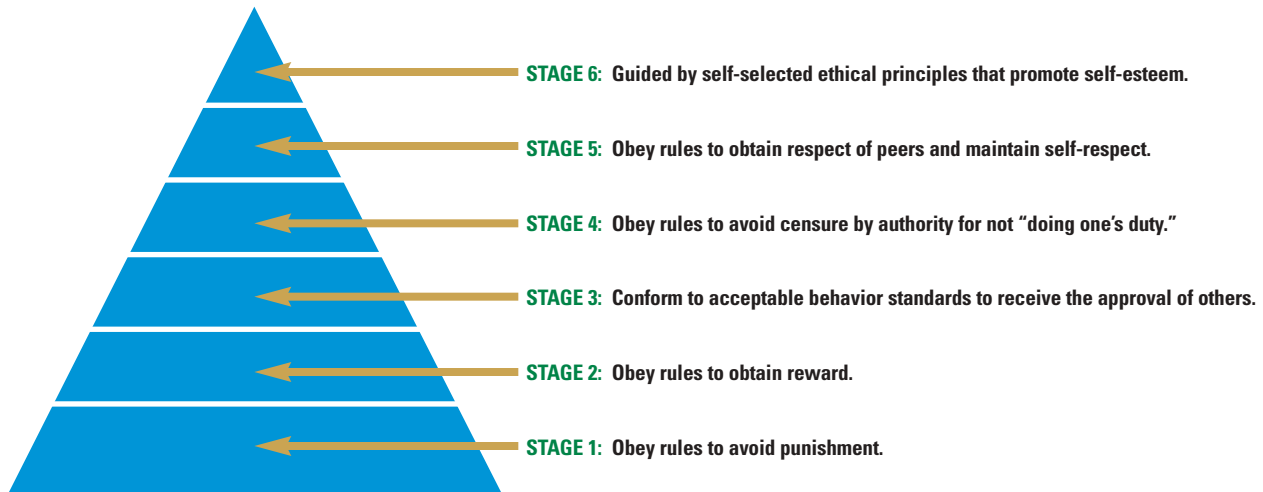 STAGE 6: Guided by self-selected ethical principles that promote self-esteem.
STAGE 5: Obey rules to obtain respect of peers and maintain self-respect.
STAGE 4: Obey rules to avoid censure by authority for not “doing one’s duty.”
STAGE 3: Conform to acceptable behavior standards to receive the approval of others.
STAGE 2: Obey rules to obtain reward.
STAGE 1: Obey rules to avoid punishment.